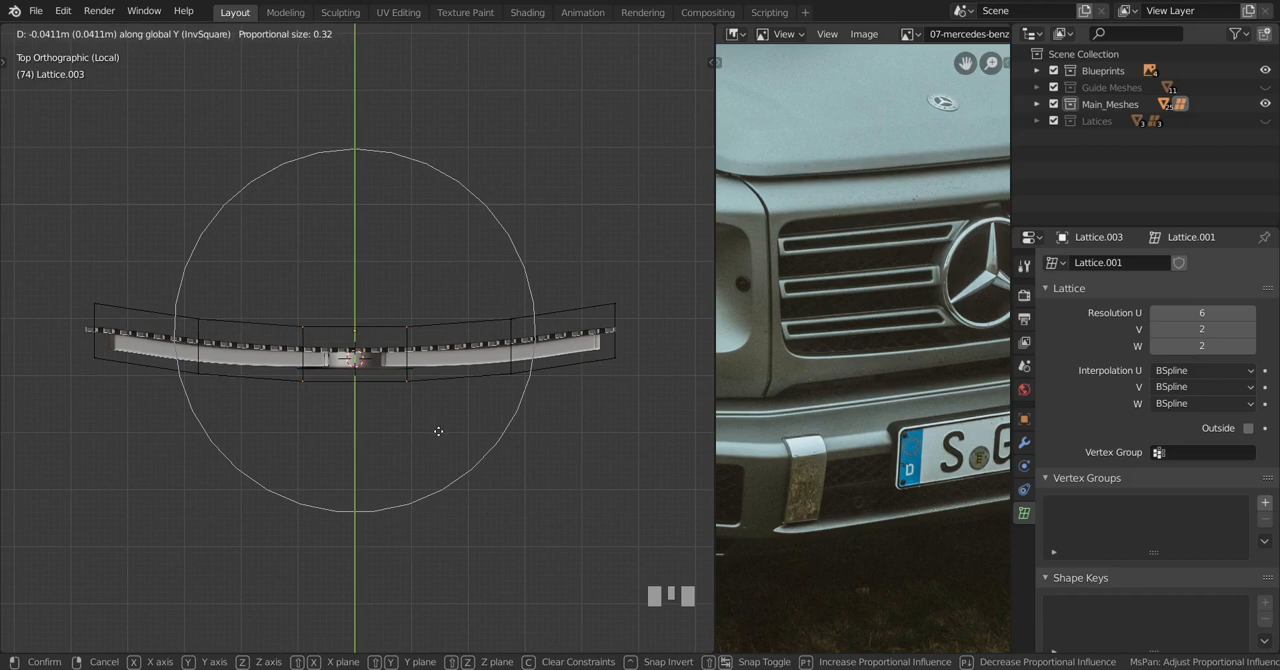 File Edit Render Window Help Layout Modeling Sculpting UV Editing Texture Paint Shading Animation Rendering Compositing Scripting + Scene View Layer
D: -0.0411m (0.0411m) along global Y (InvSquare) Proportional size: 0.32
View View Image 07-mercedes-benz
Top Orthographic (Local)
(74) Lattice.003
Scene Collection
Blueprints 4
Guide Meshes 11
Main_Meshes 25
Latices 3 3
Lattice.003 Lattice.001
Lattice.001
Lattice
Resolution U 6
V 2
W 2
Interpolation U BSpline
V BSpline
W BSpline
Outside
Vertex Group
Vertex Groups
Shape Keys
S G
D
Confirm Cancel X X axis Y Y axis Z Z axis X X plane Y Y plane Z Z plane C Clear Constraints Snap Invert Snap Toggle Increase Proportional Influence Decrease Proportional Influence MsPan: Adjust Proportional Influence